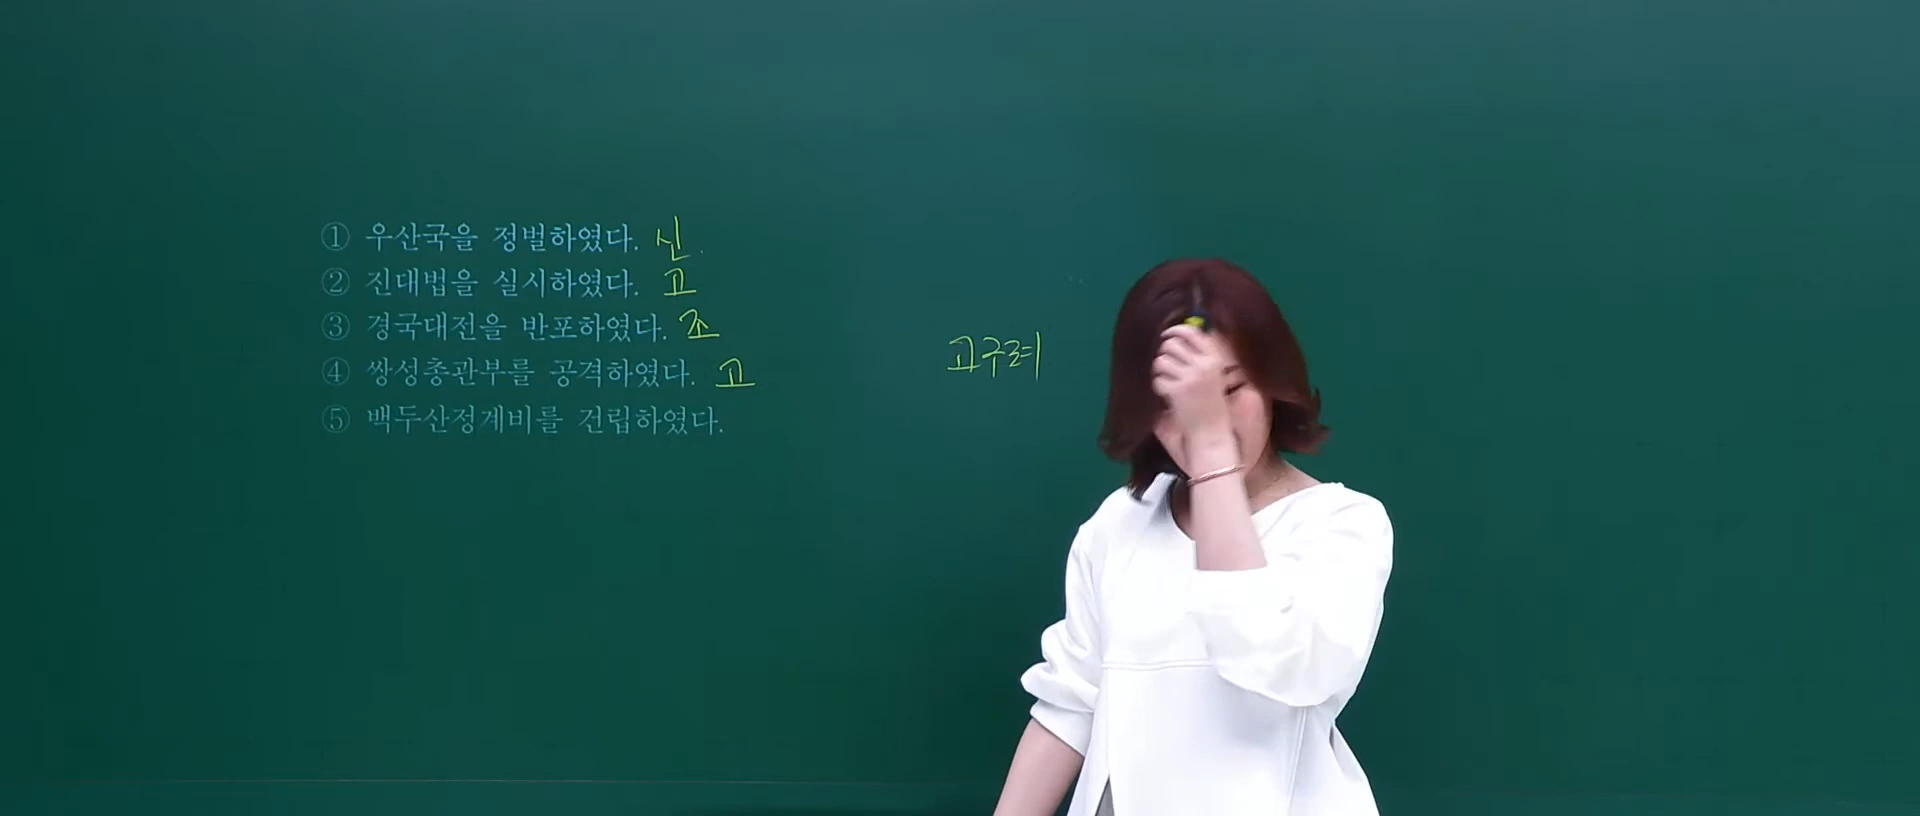 ① 우산국을 정벌하였다. 신.
② 진대법을 실시하였다. 고
③ 경국대전을 반포하였다. 조
④ 쌍성총관부를 공격하였다. 고
⑤ 백두산정계비를 건립하였다.
고구려